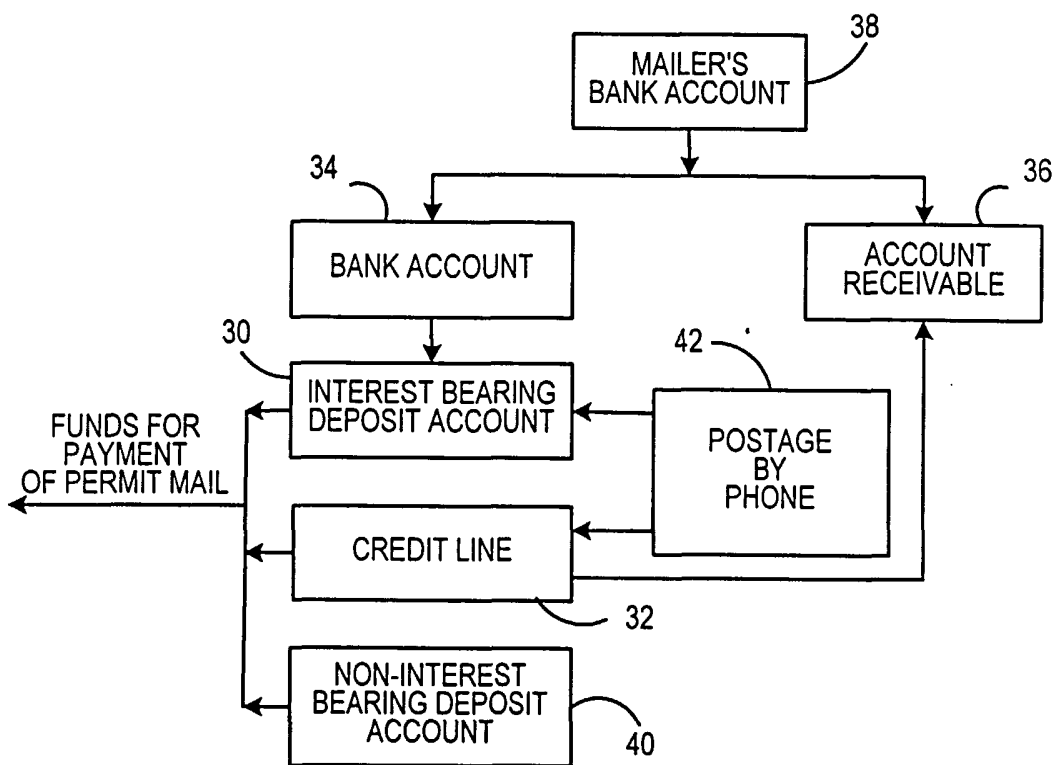 38
MAILER'S
BANK ACCOUNT
34
36
BANK ACCOUNT
ACCOUNT
RECEIVABLE
30
42
INTEREST BEARING
DEPOSIT ACCOUNT
POSTAGE
BY
PHONE
FUNDS FOR
PAYMENT
OF PERMIT MAIL
CREDIT LINE
32
NON-INTEREST
BEARING DEPOSIT
ACCOUNT
40